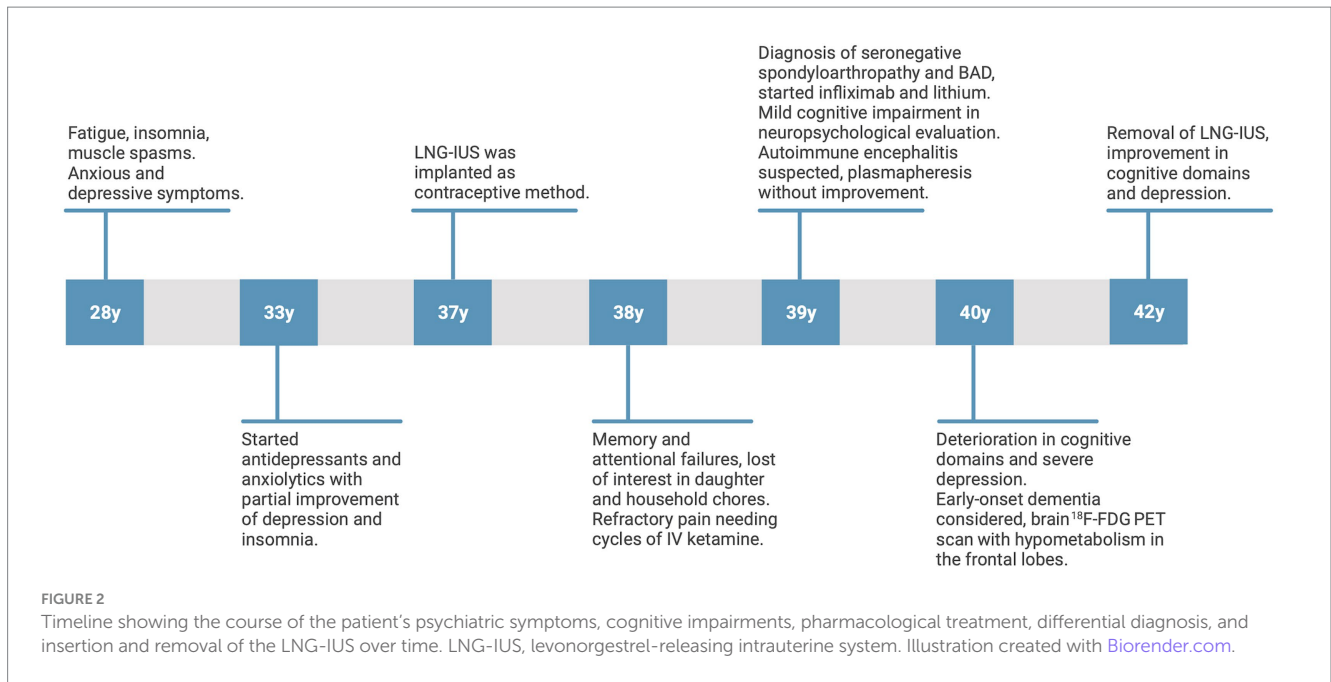 Fatigue, insomnia,
muscle spasms.
Anxious and
depressive symptoms.
LNG-IUS was
implanted as
contraceptive method.
Diagnosis of seronegative
spondyloarthropathy and BAD,
started infliximab and lithium.
Mild cognitive impairment in
neuropsychological evaluation.
Autoimmune encephalitis
suspected, plasmapheresis
without improvement.
Removal of LNG-IUS,
improvement in
cognitive domains
and depression.
28y
33y
37y
38y
39y
40y
42y
Started
antidepressants and
anxiolytics with
partial improvement
of depression and
insomnia.
Memory and
attentional failures, lost
of interest in daughter
and household chores.
Refractory pain needing
cycles of IV ketamine.
Deterioration in cognitive
domains and severe
depression.
Early-onset dementia
considered, brain ¹⁸F-FDG PET
scan with hypometabolism in
the frontal lobes.
FIGURE 2
Timeline showing the course of the patient's psychiatric symptoms, cognitive impairments, pharmacological treatment, differential diagnosis, and
insertion and removal of the LNG-IUS over time. LNG-IUS, levonorgestrel-releasing intrauterine system. Illustration created with Biorender.com.